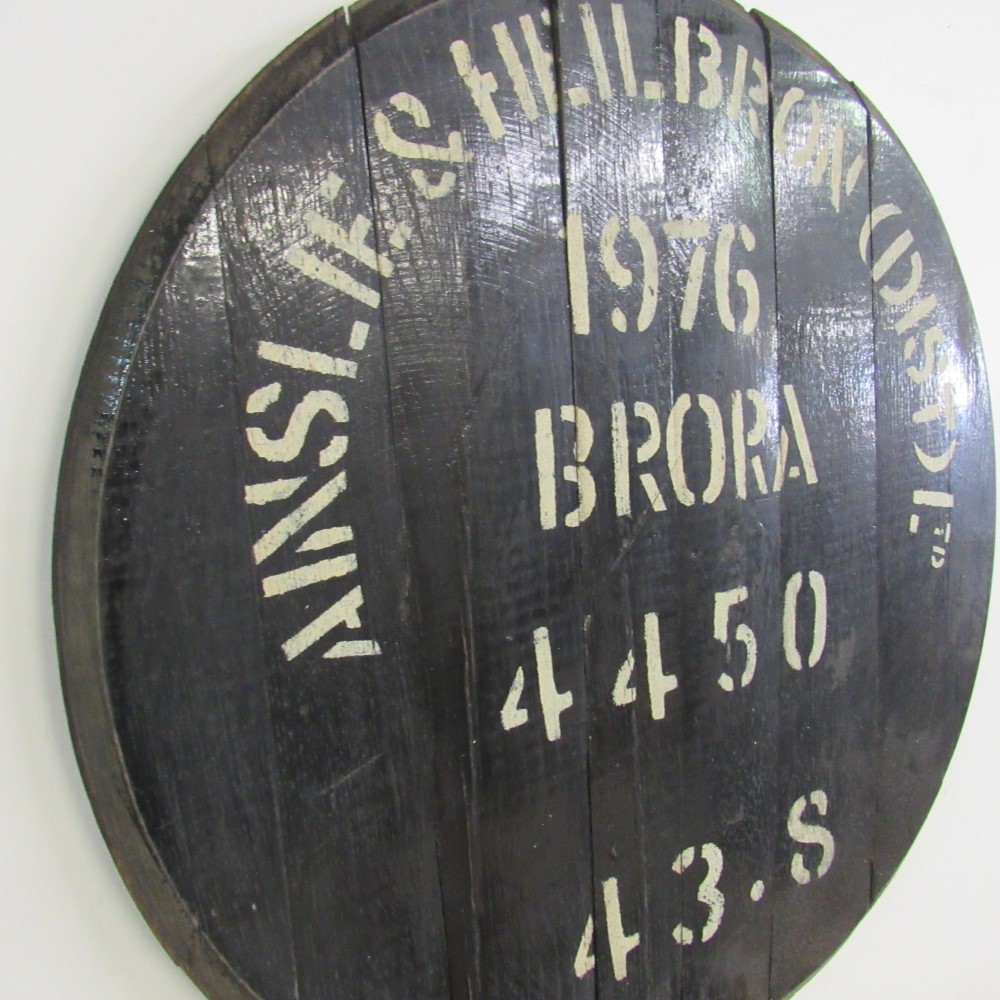 AINSLIE & HEILBRON (DIST) LTD
1976
BRORA
4450
43.S